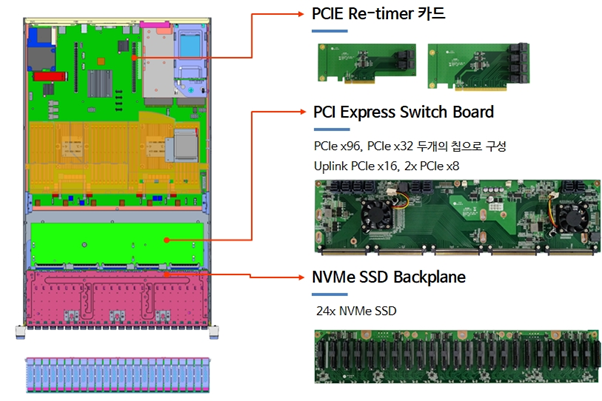 PCIE Re-timer 카드
PCI Express Switch Board
PCIe x96, PCIe x32 두개의 칩으로 구성
Uplink PCIe x16, 2x PCIe x8
NVMe SSD Backplane
24x NVMe SSD